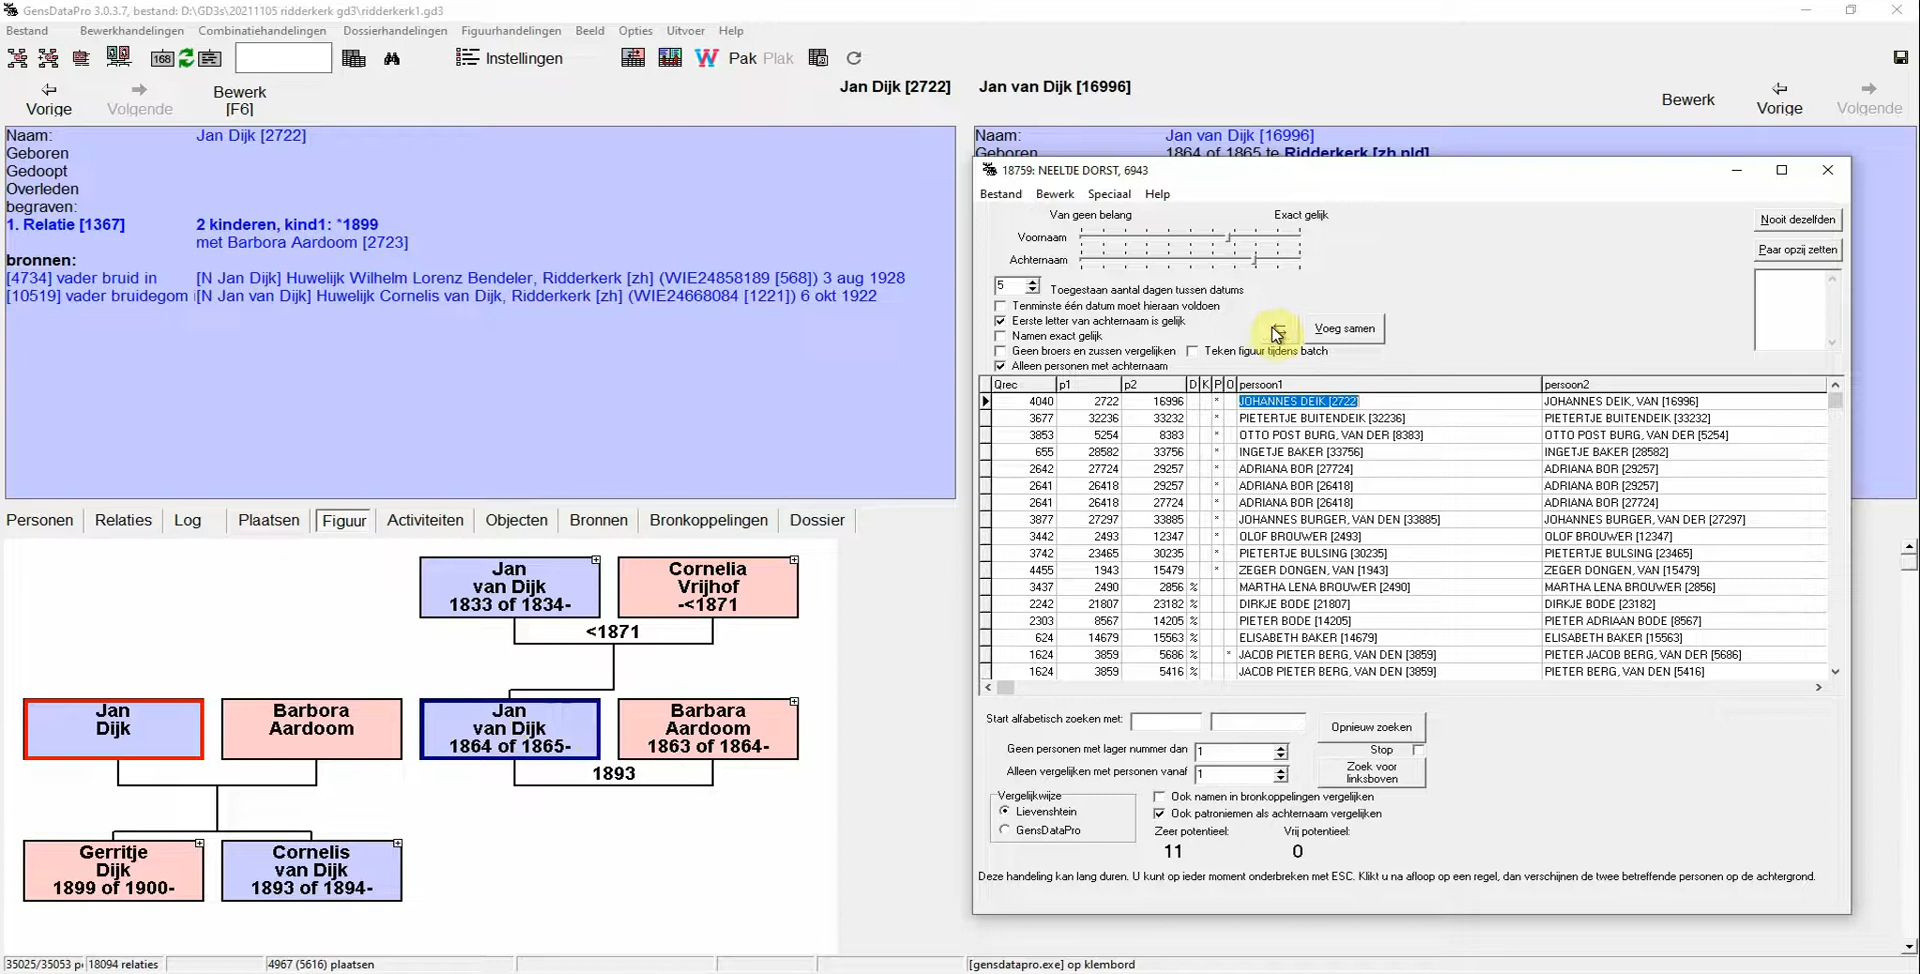 GensDataPro 3.0.3.7, bestand: D:\GD3s\20211105 ridderkerk gd3\ridderkerk1.gd3
Bestand Bewerkhandelingen Combinatiehandelingen Dossierhandelingen Figuurhandelingen Beeld Opties Uitvoer Help
168 Instellingen W Pak Plak
Vorige Volgende Bewerk [F6] Jan Dijk [2722] Jan van Dijk [16996] Bewerk Vorige Volgende
Naam: Jan Dijk [2722]
Geboren
Gedoopt
Overleden
begraven:
1. Relatie [1367] 2 kinderen, kind1: *1899
met Barbora Aardoom [2723]
bronnen:
[4734] vader bruid in [N Jan Dijk] Huwelijk Wilhelm Lorenz Bendeler, Ridderkerk [zh] (WIE24858189 [568]) 3 aug 1928
[10519] vader bruidegom [N Jan van Dijk] Huwelijk Cornelis van Dijk, Ridderkerk [zh] (WIE24668084 [1221]) 6 okt 1922
Naam: Jan van Dijk [16996]
Geboren 1864 of 1865 te Ridderkerk [zh nld]
Personen Relaties Log Plaatsen Figuur Activiteiten Objecten Bronnen Bronkoppelingen Dossier
Jan
van Dijk
1833 of 1834-
Cornelia
Vrijhof
-<1871
<1871
Jan
Dijk
Barbora
Aardoom
Jan
van Dijk
1864 of 1865-
Barbara
Aardoom
1863 of 1864-
1893
Gerritje
Dijk
1899 of 1900-
Cornelis
van Dijk
1893 of 1894-
18759: NEELTJE DORST, 6943
Bestand Bewerk Speciaal Help
Van geen belang Exact gelijk
Voornaam
Achternaam
Nooit dezelfden
Paar opzij zetten
5 Toegestaan aantal dagen tussen datums
Tenminste één datum moet hieraan voldoen
Eerste letter van achternaam is gelijk
Namen exact gelijk
Voeg samen
Geen broers en zussen vergelijken Teken figuur tijdens batch
Alleen personen met achternaam
Qrec p1 p2 D K P O persoon1 persoon2
4040 2722 16996 * JOHANNES DEIK [2722] JOHANNES DEIK, VAN [16996]
3677 32236 33232 * PIETERTJE BUITENDEIK [32236] PIETERTJE BUITENDEIK [33232]
3853 5254 8383 * OTTO POST BURG, VAN DER [8383] OTTO POST BURG, VAN DER [5254]
655 28582 33756 * INGETJE BAKER [33756] INGETJE BAKER [28582]
2642 27724 29257 * ADRIANA BOR [27724] ADRIANA BOR [29257]
2641 26418 29257 * ADRIANA BOR [26418] ADRIANA BOR [29257]
2641 26418 27724 * ADRIANA BOR [26418] ADRIANA BOR [27724]
3877 27297 33885 * JOHANNES BURGER, VAN DEN [33885] JOHANNES BURGER, VAN DEN [27297]
3442 2493 12347 * OLOF BROUWER [2493] OLOF BROUWER [12347]
3742 23465 30235 * PIETERTJE BULSING [30235] PIETERTJE BULSING [23465]
4455 1943 15479 * ZEGER DONGEN, VAN [1943] ZEGER DONGEN, VAN [15479]
3437 2490 2856 % MARTHA LENA BROUWER [2490] MARTHA LENA BROUWER [2856]
2242 21807 23182 % DIRKJE BODE [21807] DIRKJE BODE [23182]
2303 8567 14205 % PIETER BODE [14205] PIETER ADRIAAN BODE [8567]
624 14679 15563 % ELISABETH BAKER [14679] ELISABETH BAKER [15563]
1624 3859 5686 % * JACOB PIETER BERG, VAN DEN [3859] PIETER JACOB BERG, VAN DEN [5686]
1624 3859 5416 % JACOB PIETER BERG, VAN DEN [3859] PIETER BERG, VAN DEN [5416]
Start alfabetisch zoeken met: Opnieuw zoeken
Geen personen met lager nummer dan 1 Stop
Alleen vergelijken met personen vanaf 1 Zoek voor
linksboven
Vergelijkwijze
Lievenshtein
GensDataPro
Ook namen in bronkoppelingen vergelijken
Ook patroniemen als achternaam vergelijken
Zeer potentieel: Vrij potentieel:
11 0
Deze handeling kan lang duren. U kunt op ieder moment onderbreken met ESC. Klikt u na afloop op een regel, dan verschijnen de twee betreffende personen op de achtergrond.
35025/35053 p 18094 relaties 4967 (5616) plaatsen [gensdatapro.exe] op klembord